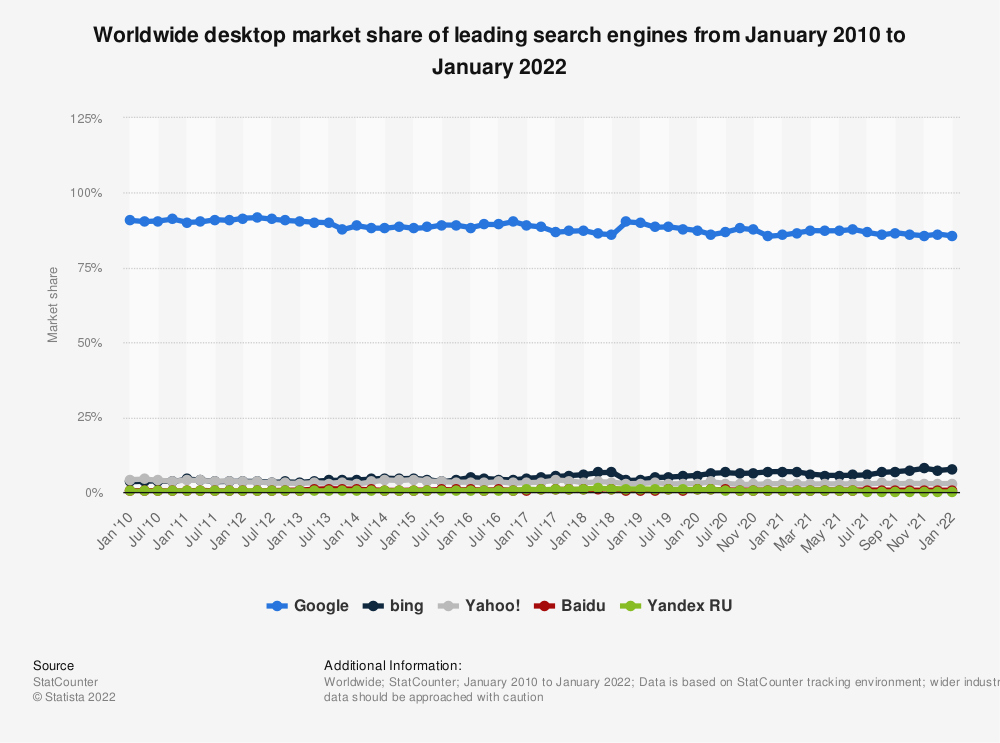 Worldwide desktop market share of leading search engines from January 2010 to
January 2022
125%
100%
75%
50%
25%
0%
Market share
Jan '10
Jul '10
Jan '11
Jul '11
Jan '12
Jul '12
Jan '13
Jul '13
Jan '14
Jul '14
Jan '15
Jul '15
Jan '16
Jul '16
Jan '17
Jul '17
Jan '18
Jul '18
Jan '19
Jul '19
Jan '20
Jul '20
Nov '20
Jan '21
Mar '21
May '21
Jul '21
Sep '21
Nov '21
Jan '22
Google bing Yahoo! Baidu Yandex RU
Source
StatCounter
© Statista 2022
Additional Information:
Worldwide; StatCounter; January 2010 to January 2022; Data is based on StatCounter tracking environment; wider industr
data should be approached with caution